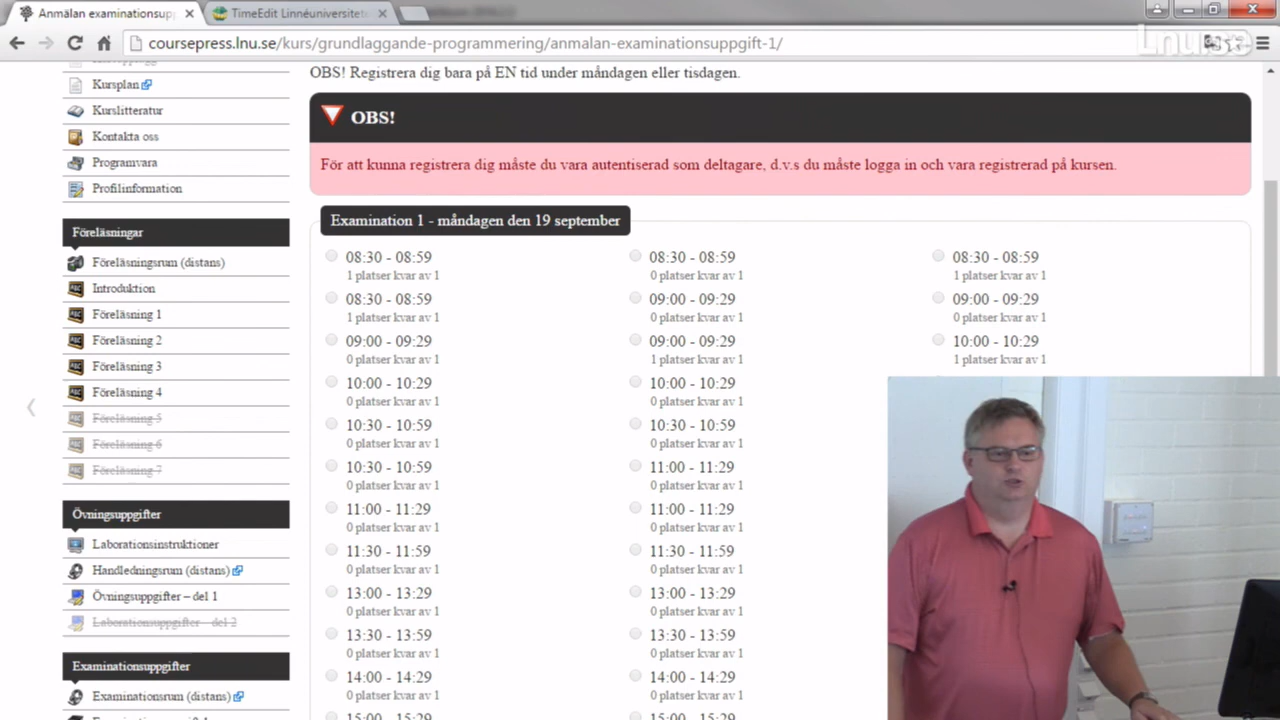 Anmälan examinationsupp
TimeEdit Linnéuniversitet
coursepress.lnu.se/kurs/grundlaggande-programmering/anmalan-examinationsuppgift-1/
Lnu.se
Kursplan
Kurslitteratur
Kontakta oss
Programvara
Profilinformation
Föreläsningar
Föreläsningsrum (distans)
Introduktion
Föreläsning 1
Föreläsning 2
Föreläsning 3
Föreläsning 4
Föreläsning 5
Föreläsning 6
Föreläsning 7
Övningsuppgifter
Laborationsinstruktioner
Handledningsrum (distans)
Övningsuppgifter – del 1
Laborationsuppgifter – del 2
Examinationsuppgifter
Examinationsrum (distans)
OBS! Registrera dig bara på EN tid under måndagen eller tisdagen.
OBS!
För att kunna registrera dig måste du vara autentiserad som deltagare, d.v.s du måste logga in och vara registrerad på kursen.
Examination 1 - måndagen den 19 september
08:30 - 08:59
1 platser kvar av 1
08:30 - 08:59
1 platser kvar av 1
09:00 - 09:29
0 platser kvar av 1
10:00 - 10:29
0 platser kvar av 1
10:30 - 10:59
0 platser kvar av 1
10:30 - 10:59
0 platser kvar av 1
11:00 - 11:29
0 platser kvar av 1
11:30 - 11:59
0 platser kvar av 1
13:00 - 13:29
0 platser kvar av 1
13:30 - 13:59
0 platser kvar av 1
14:00 - 14:29
0 platser kvar av 1
15:00 - 15:29
08:30 - 08:59
0 platser kvar av 1
09:00 - 09:29
0 platser kvar av 1
09:00 - 09:29
1 platser kvar av 1
10:00 - 10:29
0 platser kvar av 1
10:30 - 10:59
0 platser kvar av 1
11:00 - 11:29
0 platser kvar av 1
11:00 - 11:29
0 platser kvar av 1
11:30 - 11:59
0 platser kvar av 1
13:00 - 13:29
0 platser kvar av 1
13:30 - 13:59
0 platser kvar av 1
14:00 - 14:29
0 platser kvar av 1
15:00 - 15:29
08:30 - 08:59
1 platser kvar av 1
09:00 - 09:29
0 platser kvar av 1
10:00 - 10:29
1 platser kvar av 1